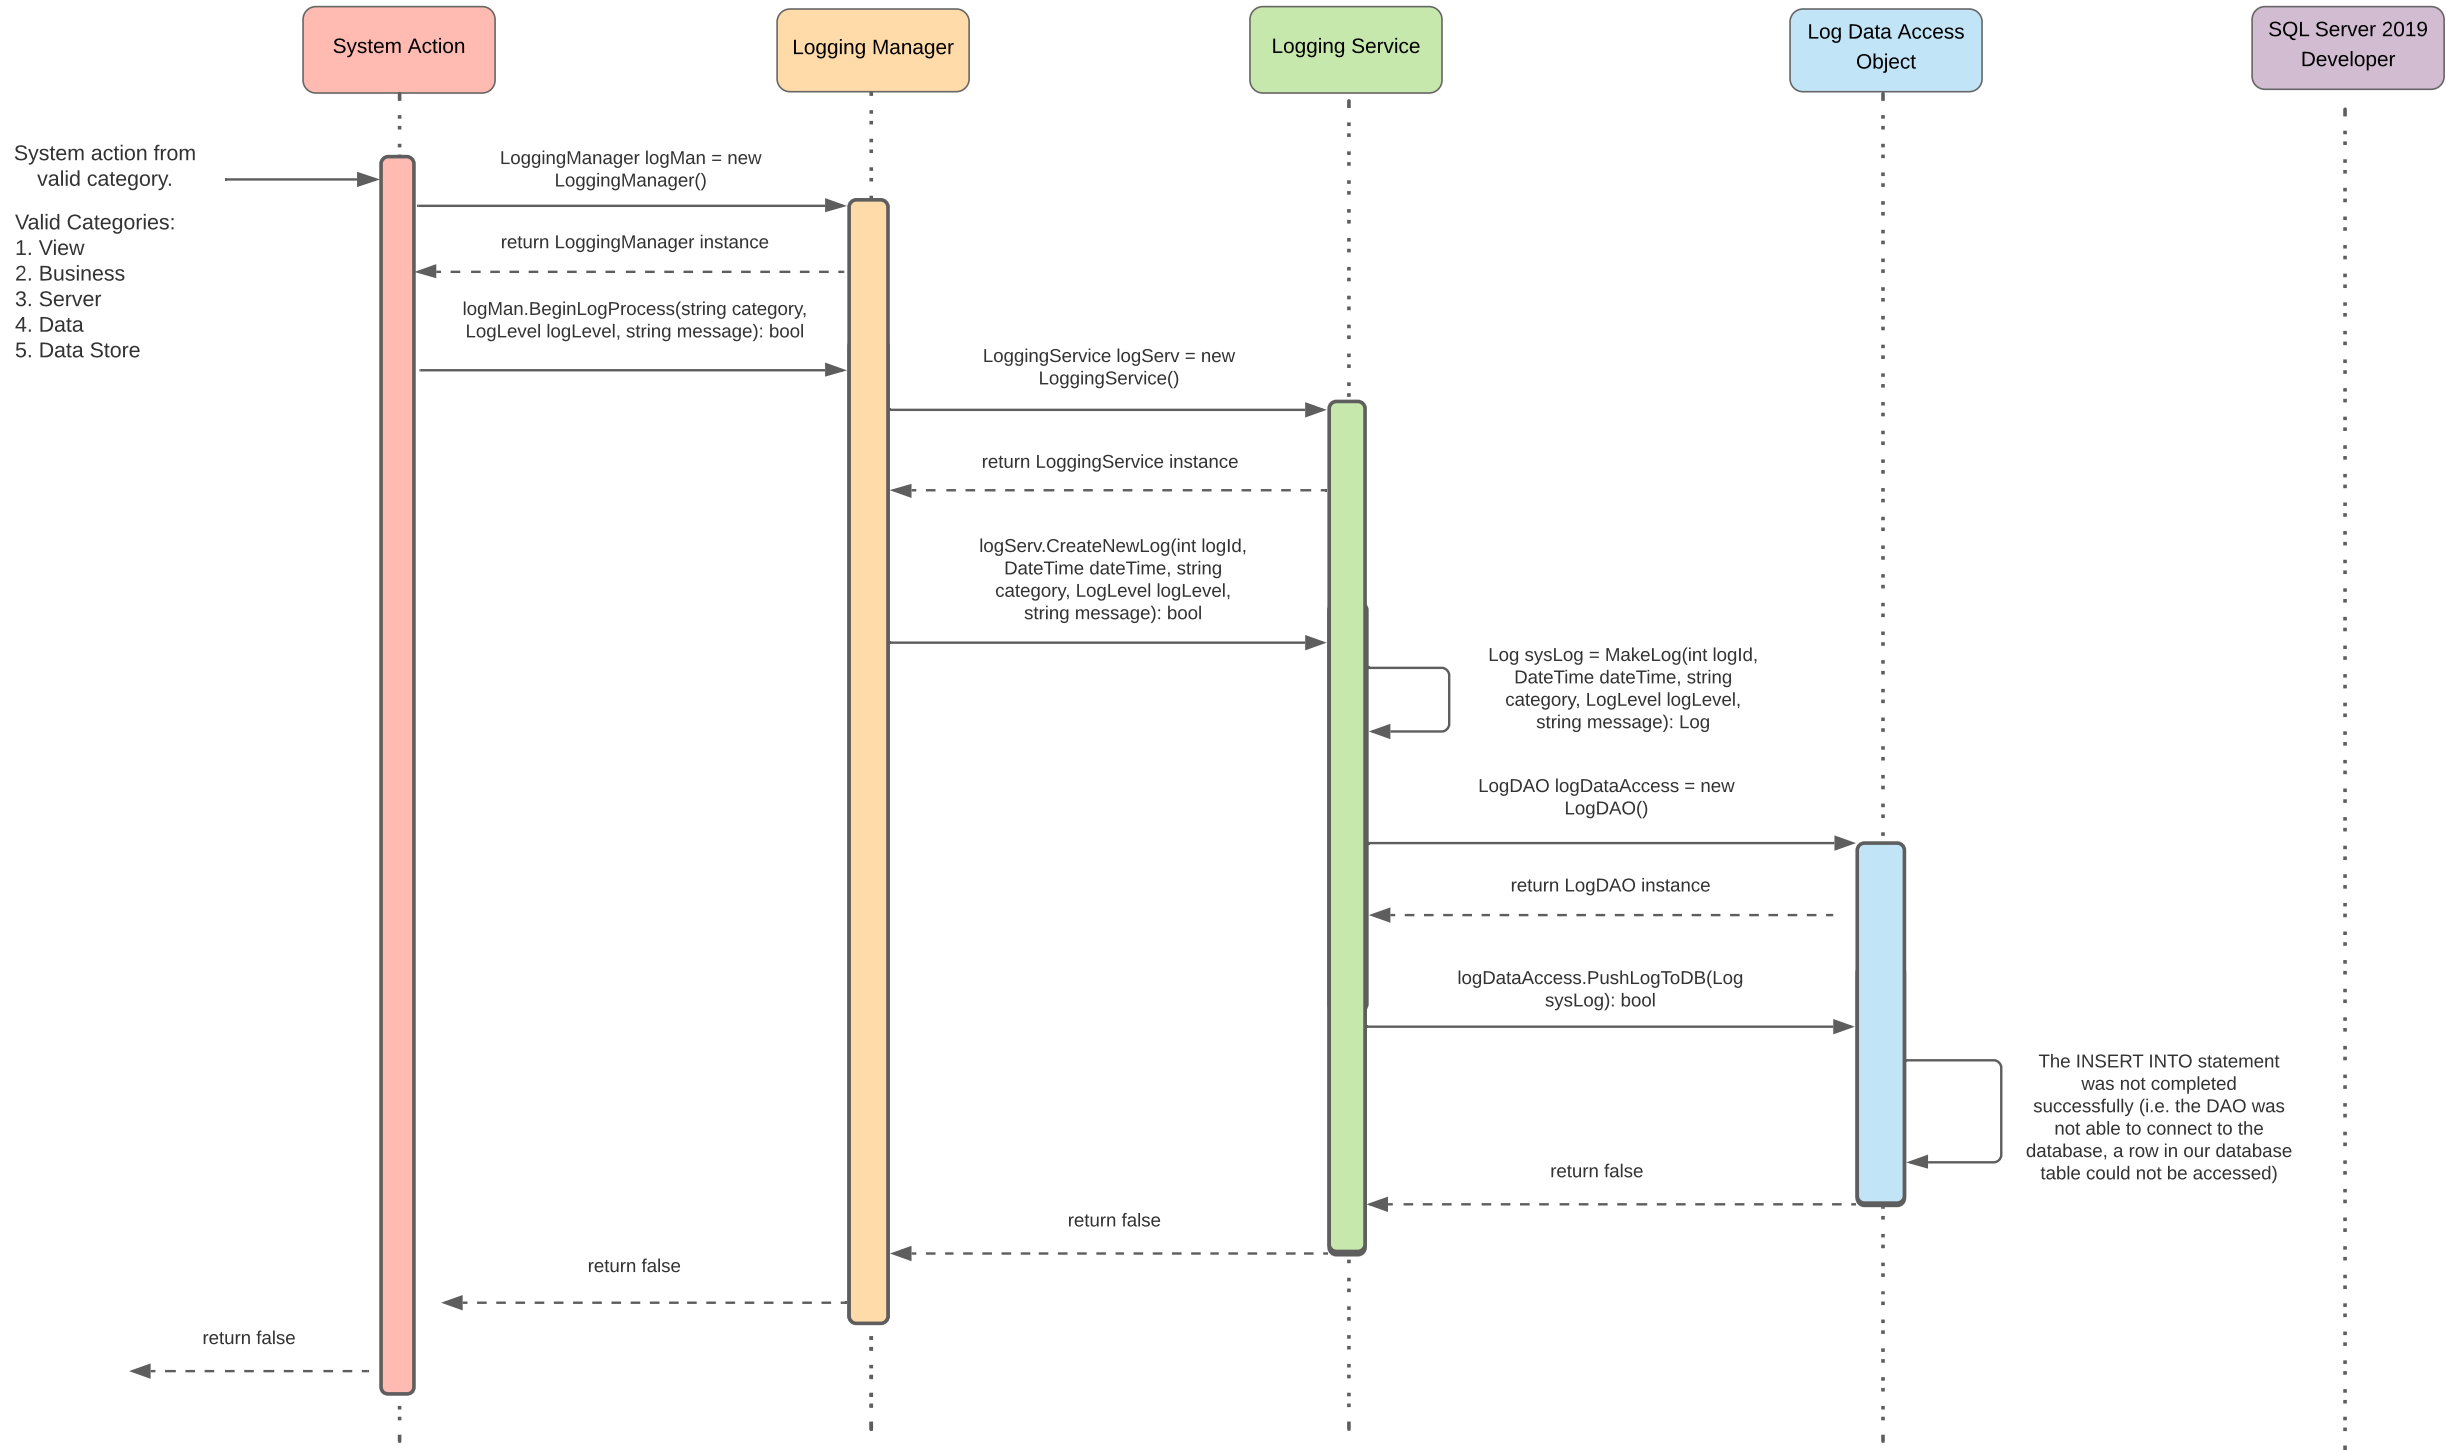 System Action
Logging Manager
Logging Service
Log Data Access
Object
SQL Server 2019
Developer
System action from
valid category.
Valid Categories:
1. View
2. Business
3. Server
4. Data
5. Data Store
LoggingManager logMan = new
LoggingManager()
return LoggingManager instance
logMan.BeginLogProcess(string category,
LogLevel logLevel, string message): bool
LoggingService logServ = new
LoggingService()
return LoggingService instance
logServ.CreateNewLog(int logId,
DateTime dateTime, string
category, LogLevel logLevel,
string message): bool
Log sysLog = MakeLog(int logId,
DateTime dateTime, string
category, LogLevel logLevel,
string message): Log
LogDAO logDataAccess = new
LogDAO()
return LogDAO instance
logDataAccess.PushLogToDB(Log
sysLog): bool
The INSERT INTO statement
was not completed
successfully (i.e. the DAO was
not able to connect to the
database, a row in our database
table could not be accessed)
return false
return false
return false
return false